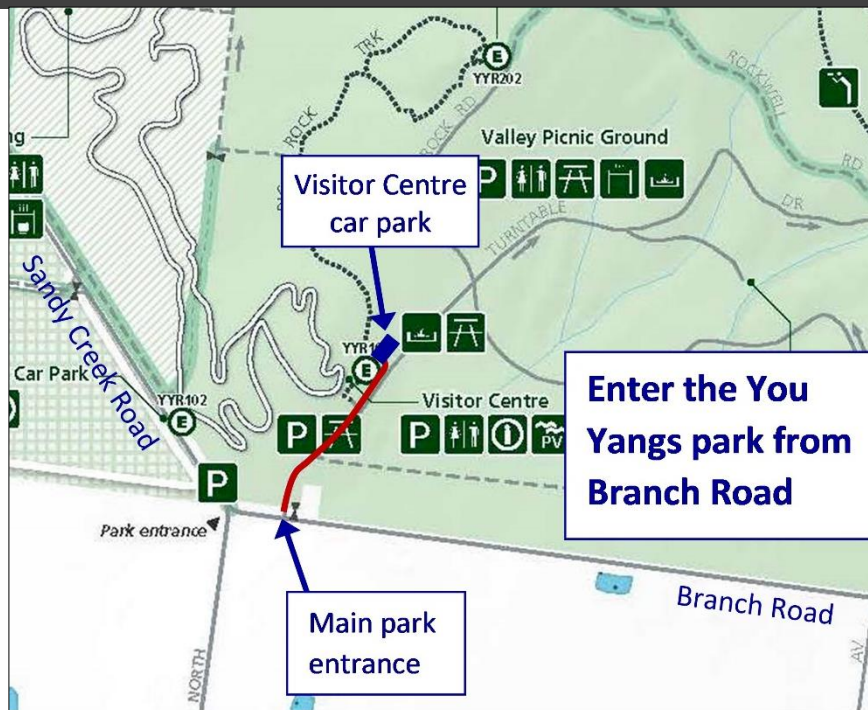 TRK
E
YYR202
ROCKWELL
RD
ROCK
ROCK RD
Valley Picnic Ground
P
Visitor Centre
car park
TURNTABLE
DR
Sandy Creek Road
Car Park
YYR102
E
E
Visitor Centre
P
P
i
PV
P
Park entrance
Enter the You
Yangs park from
Branch Road
Branch Road
Main park
entrance
NORTH
AV